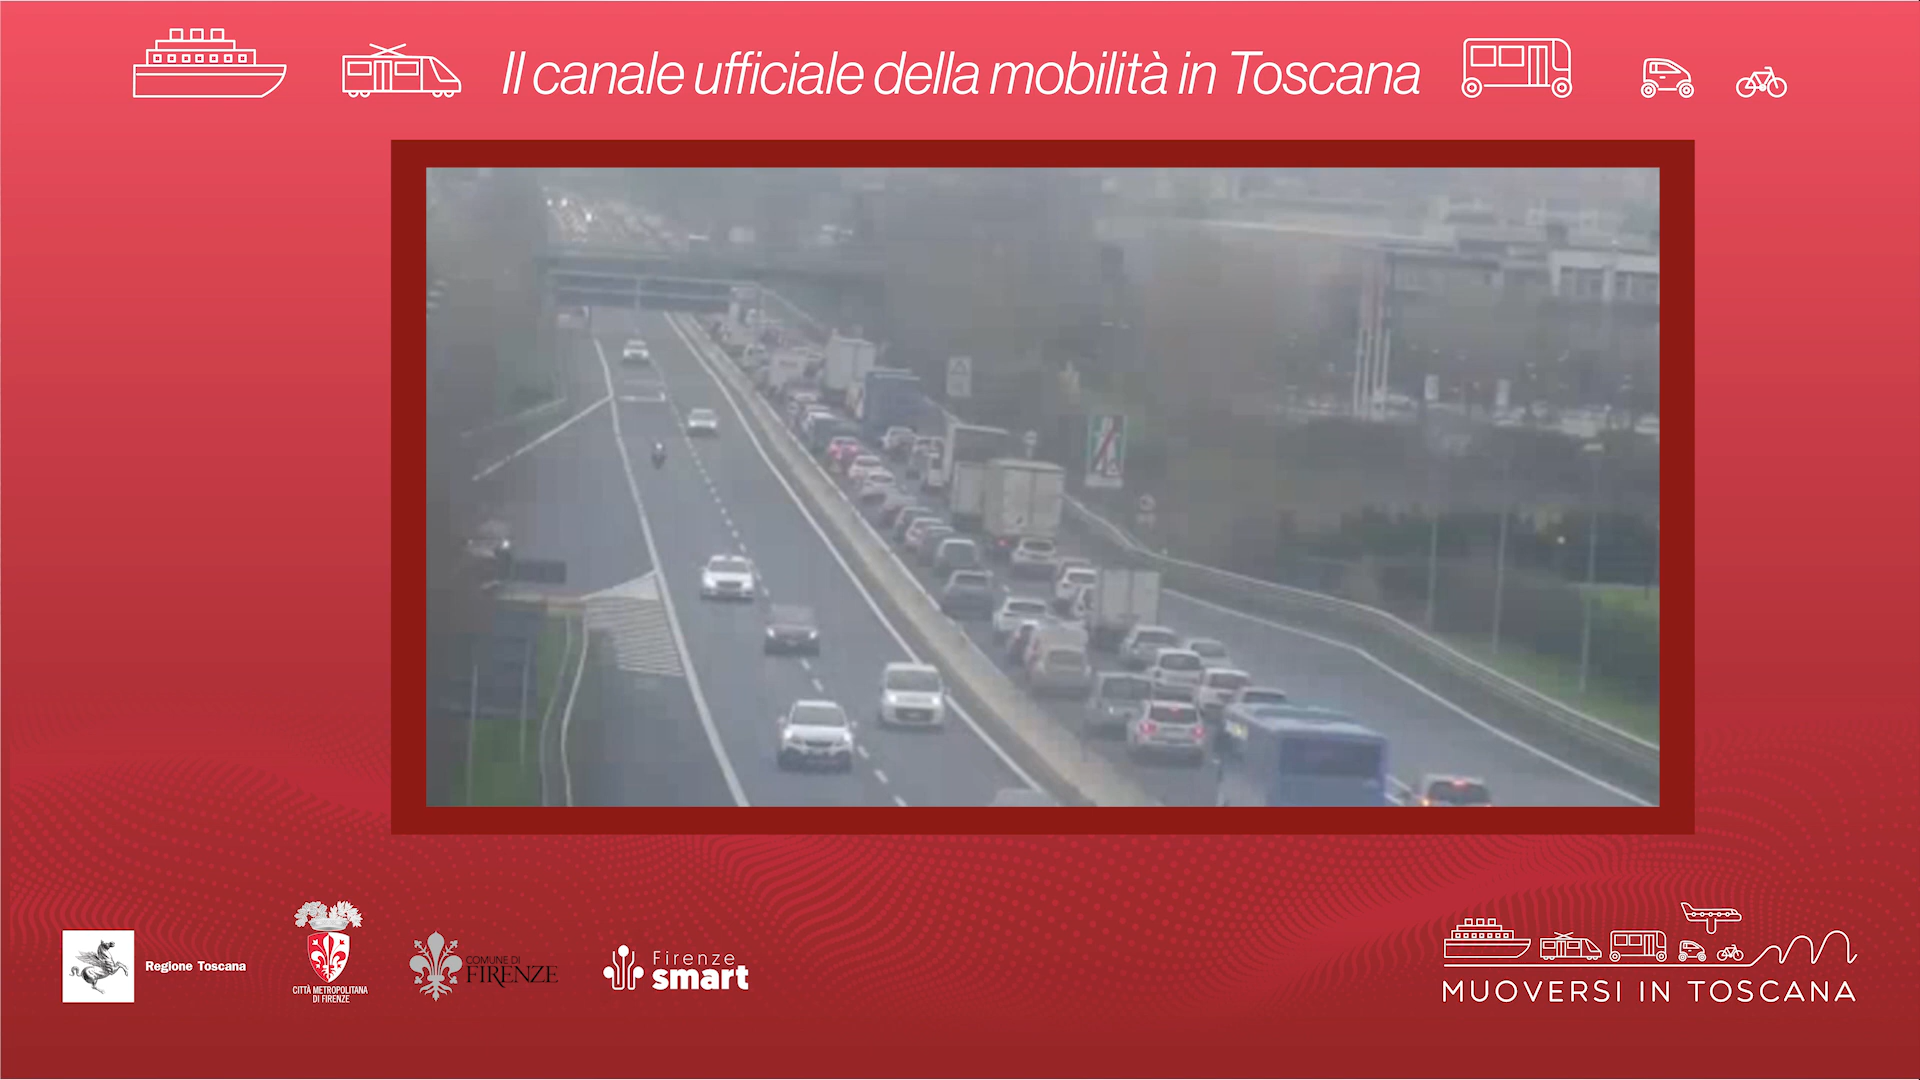 Il canale ufficiale della mobilità in Toscana
Regione Toscana
CITTÀ METROPOLITANA
DI FIRENZE
COMUNE DI
FIRENZE
Firenze
smart
MUOVERSI IN TOSCANA